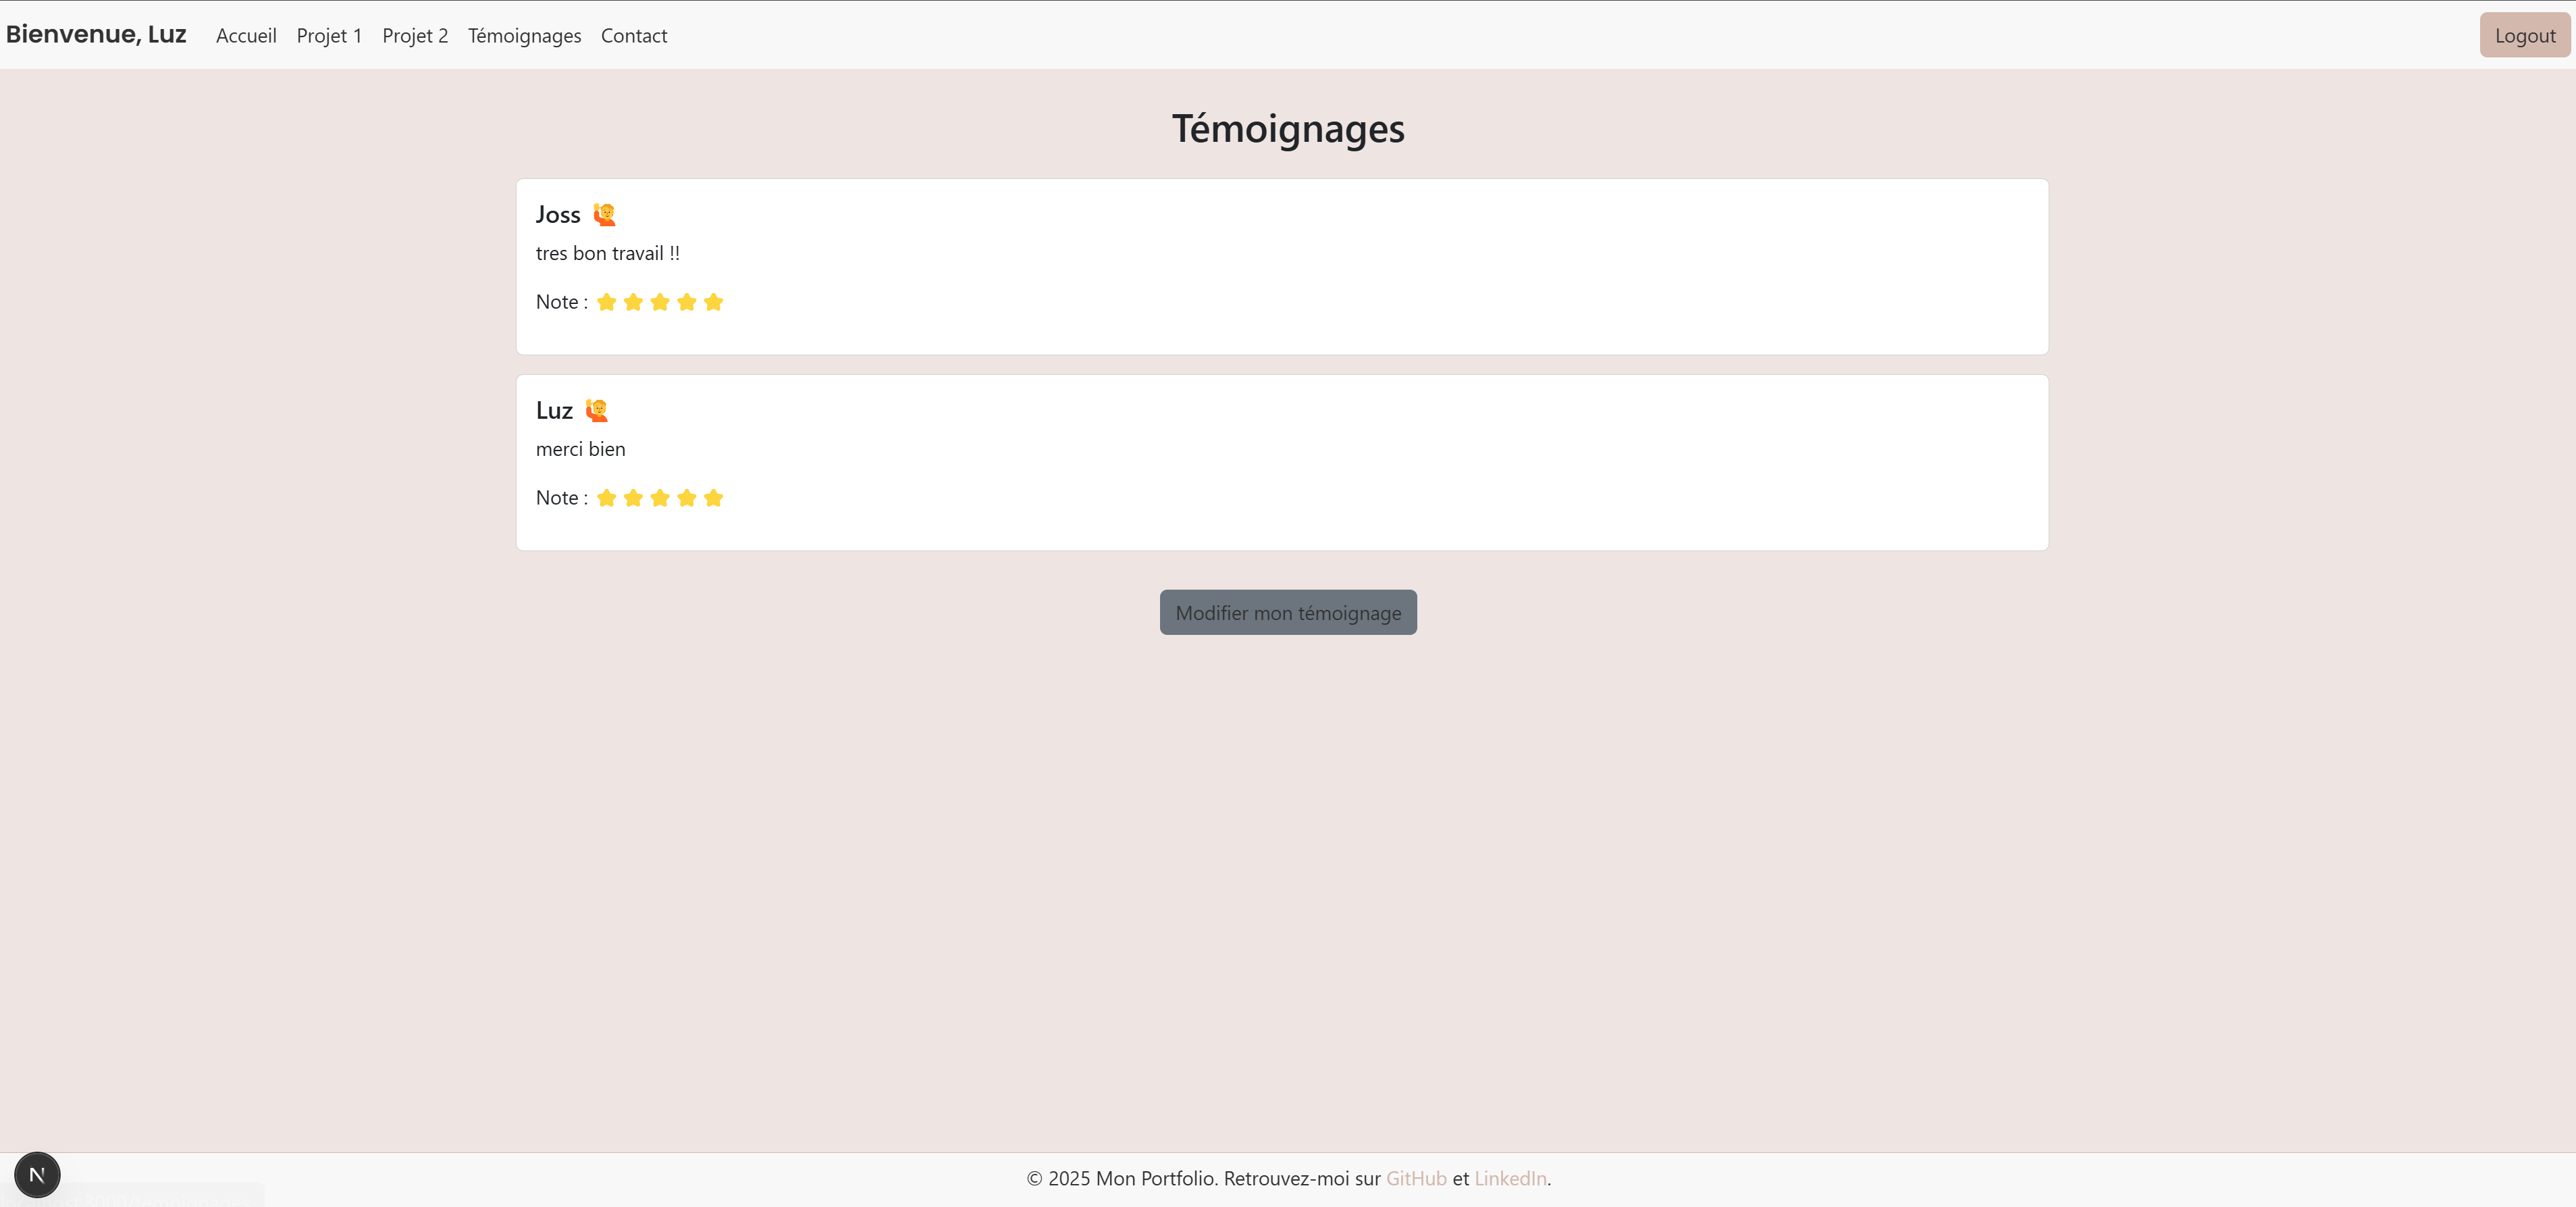 Bienvenue, Luz Accueil Projet 1 Projet 2 Témoignages Contact Logout
Témoignages
Joss 🙋
tres bon travail !!
Note : ⭐⭐⭐⭐⭐
Luz 🙋
merci bien
Note : ⭐⭐⭐⭐⭐
Modifier mon témoignage
N
© 2025 Mon Portfolio. Retrouvez-moi sur GitHub et LinkedIn.